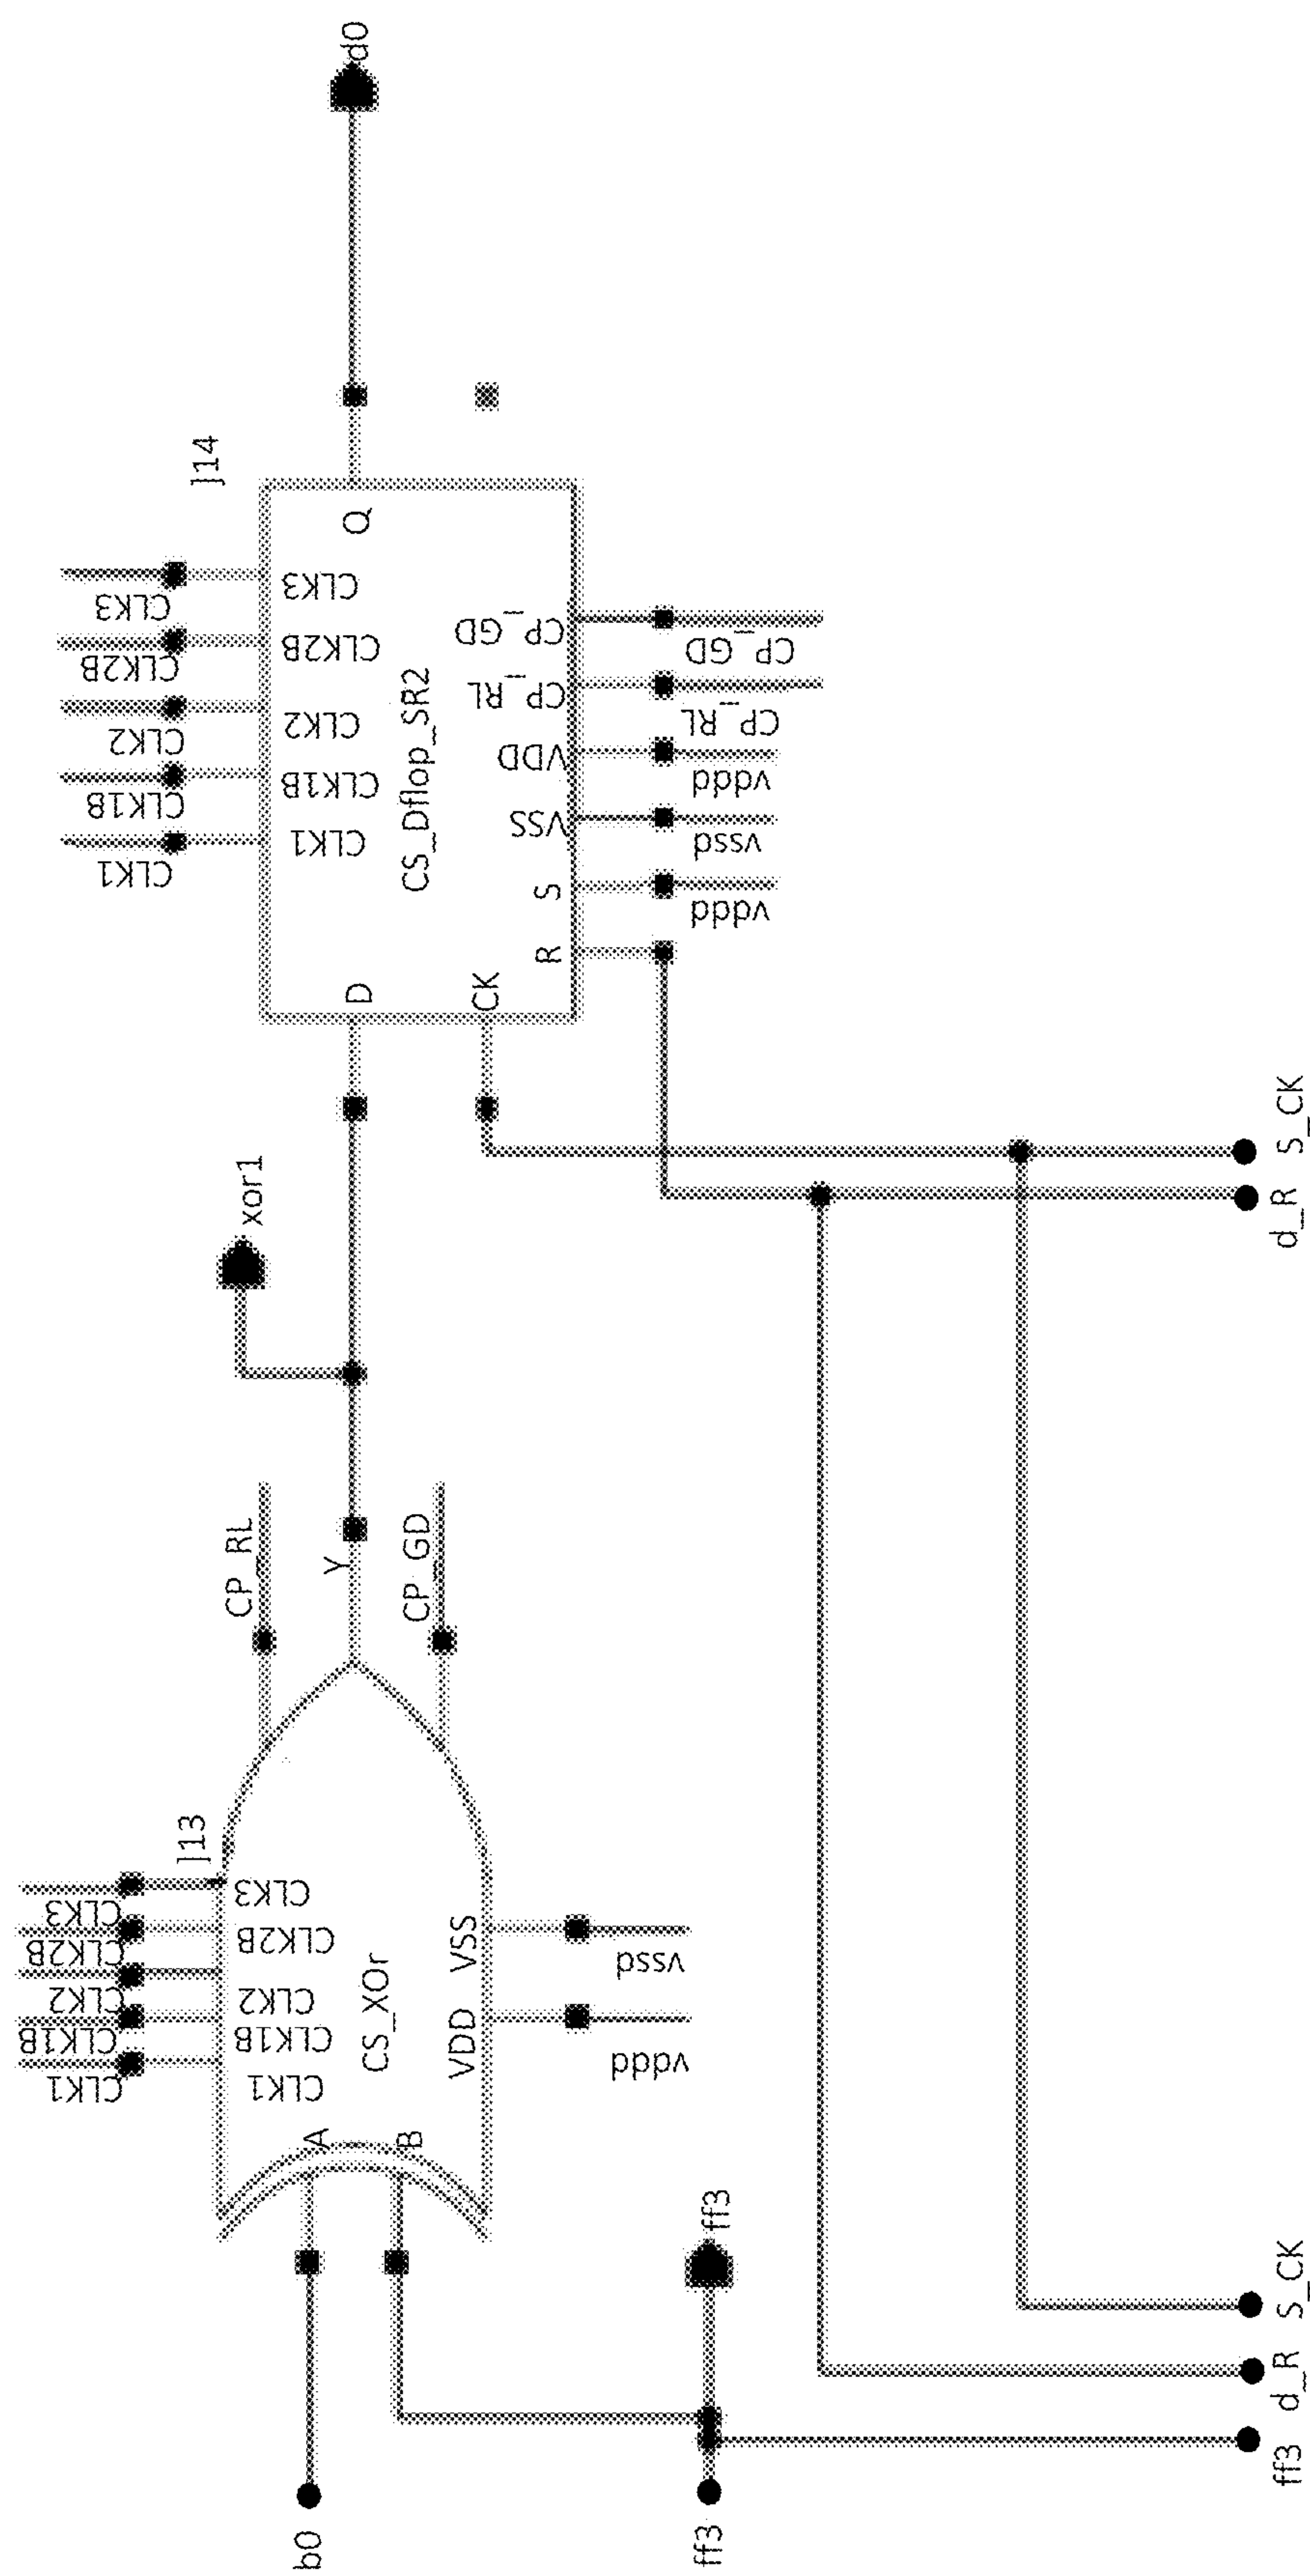 d0
]14
CLK1
CLK1B
CLK2
CLK2B
CLK3
CLK1
CLK1B
CLK2
CLK2B
CLK3
D
Q
CS_Dflop_SR2
CK
R
S
VSS
VDD
CP_RL
CP_GD
vddd
vssd
vddd
CP_RL
CP_GD
xor1
CP_RL
Y
CP_GD
]13
CLK1
CLK1B
CLK2
CLK2B
CLK3
CLK1
CLK1B
CLK2
CLK2B
CLK3
A
B
CS_XOr
VDD
VSS
vddd
vssd
b0
ff3
ff3
ff3
d_R
S_CK
d_R
S_CK